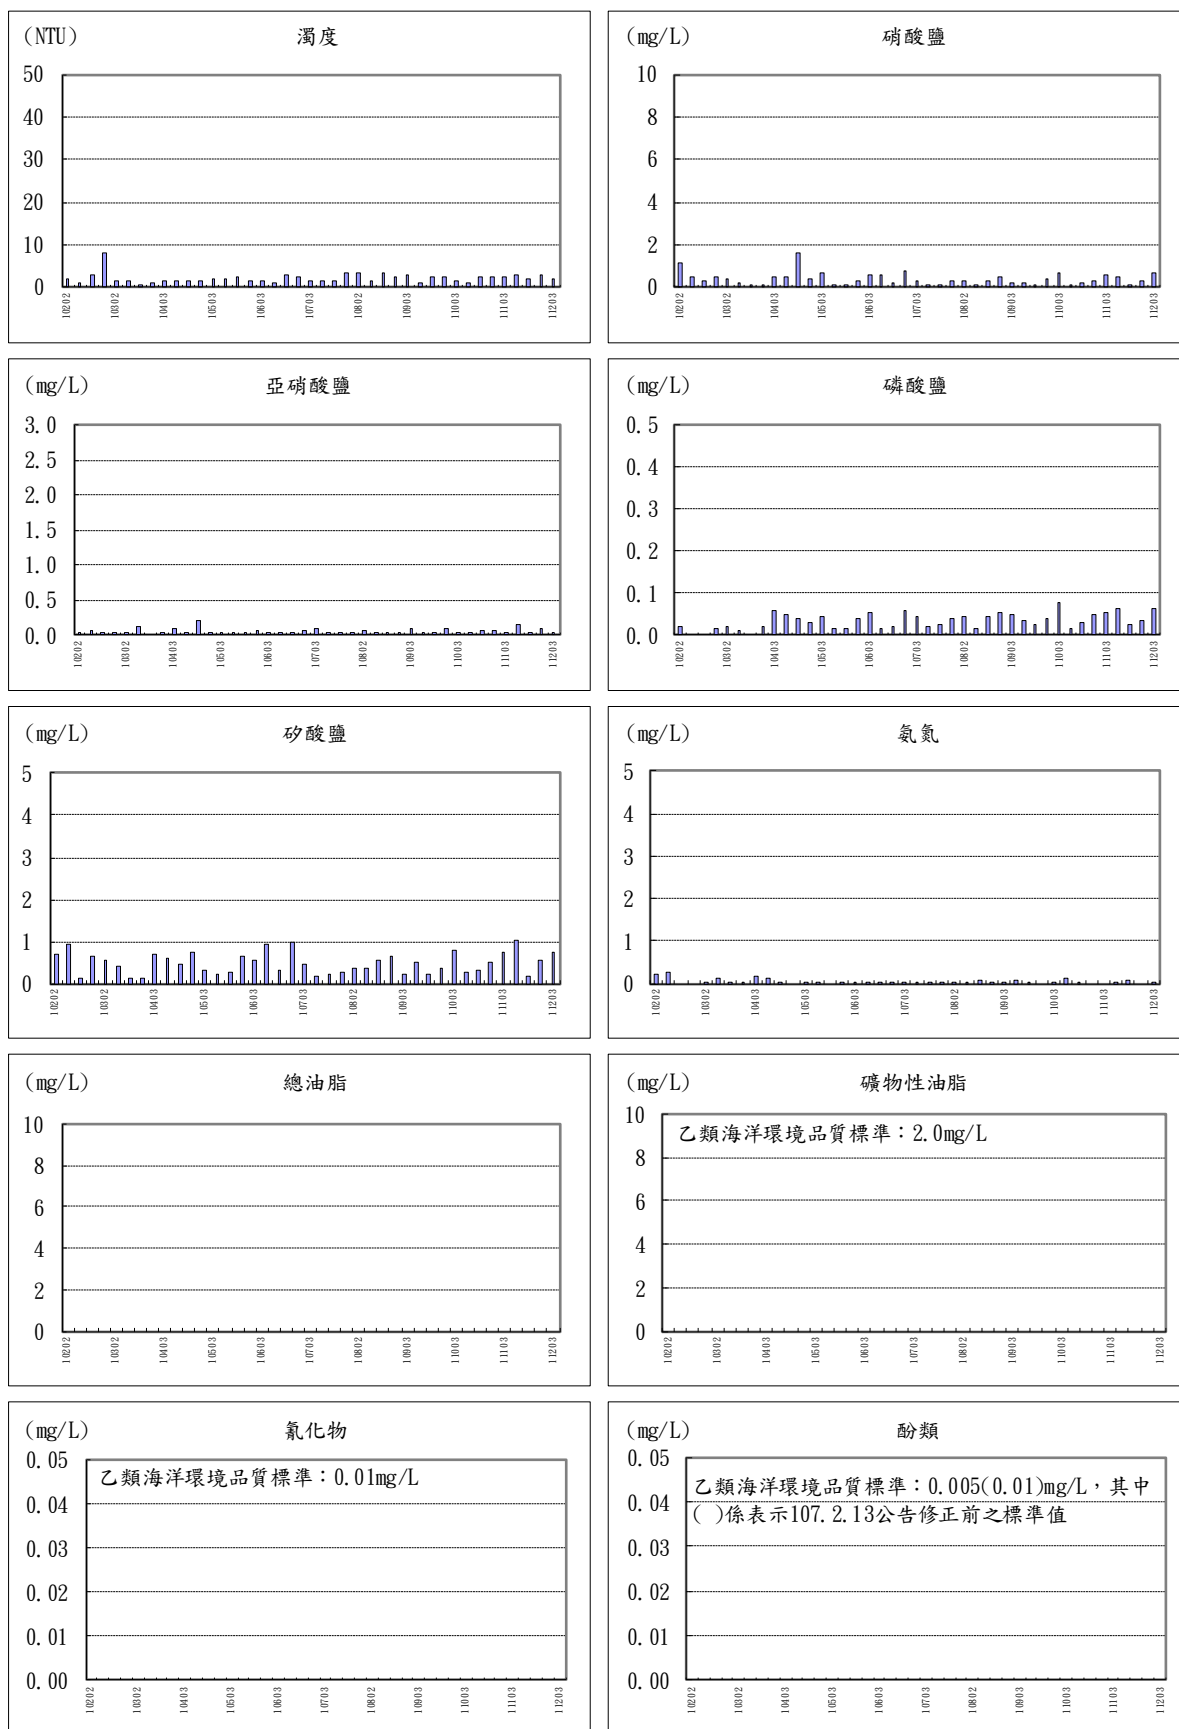 (NTU) 濁度
50
40
30
20
10
0
10202 10302 10403 10503 10603 10703 10802 10903 11003 11103 11203
(mg/L) 硝酸鹽
10
8
6
4
2
0
10202 10302 10403 10503 10603 10703 10802 10903 11003 11103 11203
(mg/L) 亞硝酸鹽
3.0
2.5
2.0
1.5
1.0
0.5
0.0
10202 10302 10403 10503 10603 10703 10802 10903 11003 11103 11203
(mg/L) 磷酸鹽
0.5
0.4
0.3
0.2
0.1
0.0
10202 10302 10403 10503 10603 10703 10802 10903 11003 11103 11203
(mg/L) 矽酸鹽
5
4
3
2
1
0
10202 10302 10403 10503 10603 10703 10802 10903 11003 11103 11203
(mg/L) 氨氮
5
4
3
2
1
0
10202 10302 10403 10503 10603 10703 10802 10903 11003 11103 11203
(mg/L) 總油脂
10
8
6
4
2
0
10202 10302 10403 10503 10603 10703 10802 10903 11003 11103 11203
(mg/L) 礦物性油脂
10
乙類海洋環境品質標準：2.0mg/L
8
6
4
2
0
10202 10302 10403 10503 10603 10703 10802 10903 11003 11103 11203
(mg/L) 氰化物
0.05
乙類海洋環境品質標準：0.01mg/L
0.04
0.03
0.02
0.01
0.00
10202 10302 10403 10503 10603 10703 10802 10903 11003 11103 11203
(mg/L) 酚類
0.05
乙類海洋環境品質標準：0.005(0.01)mg/L，其中
( )係表示107.2.13公告修正前之標準值
0.04
0.03
0.02
0.01
0.00
10202 10302 10403 10503 10603 10703 10802 10903 11003 11103 11203